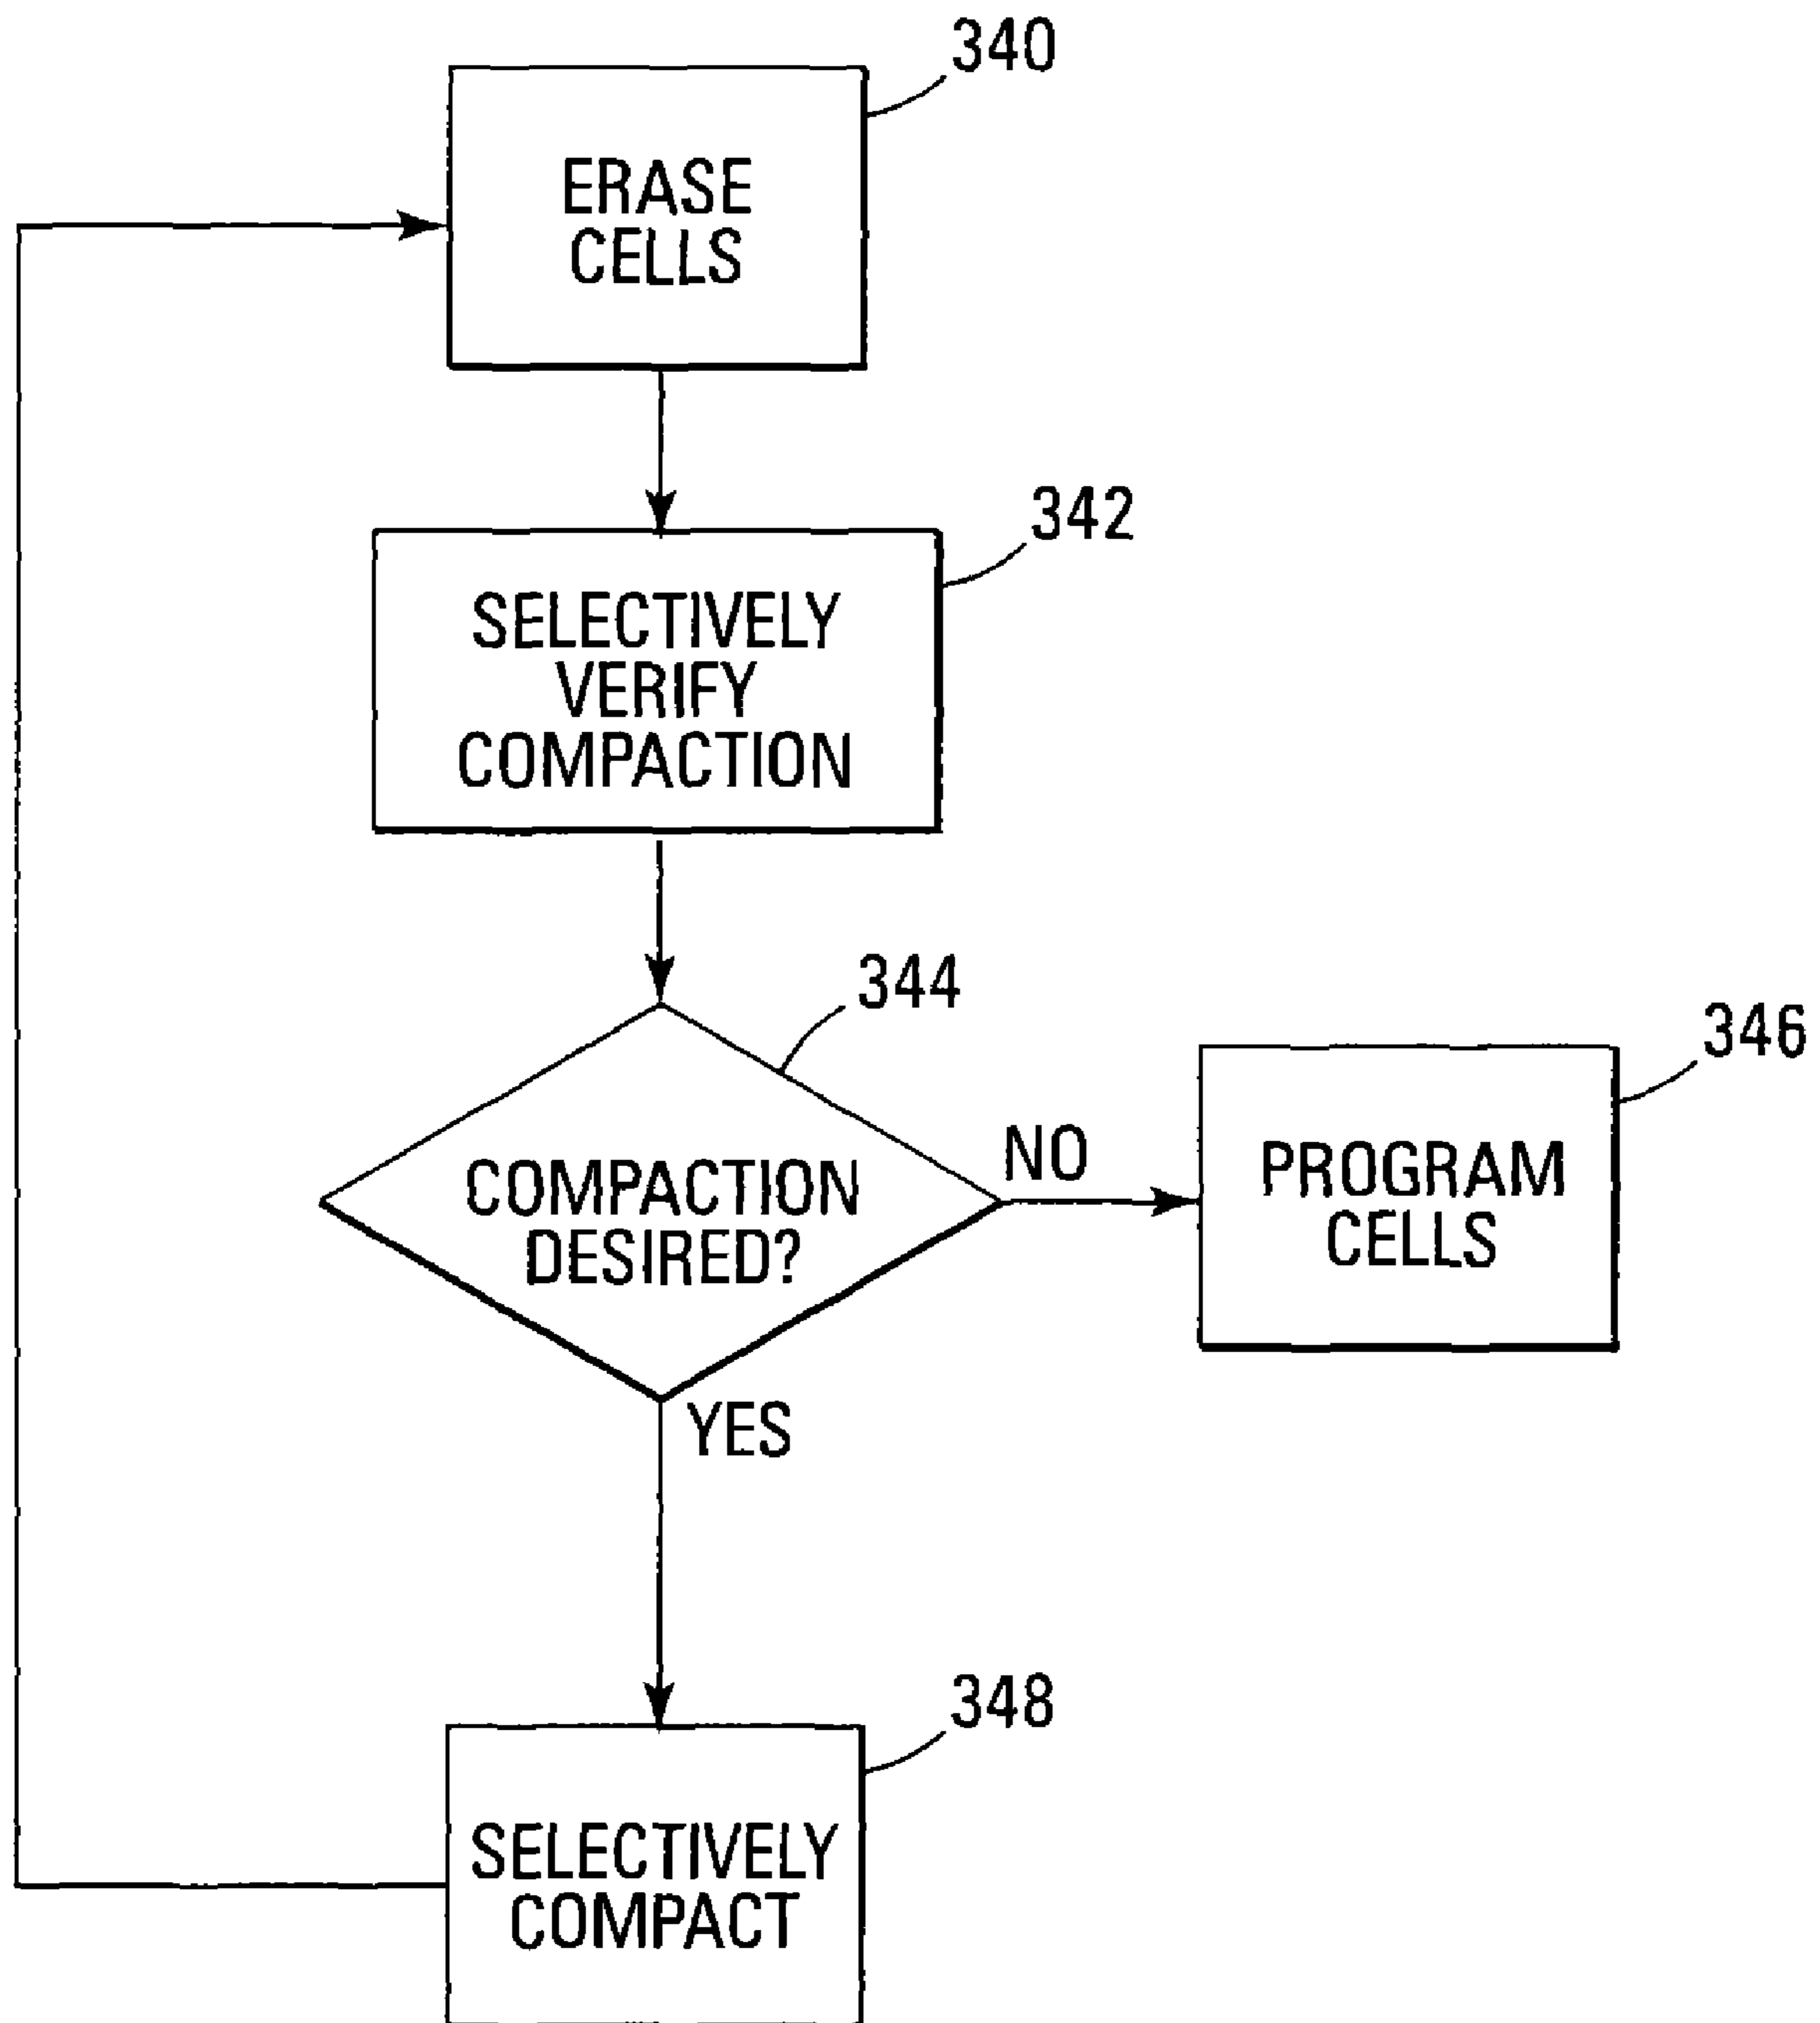 340
ERASE
CELLS
342
SELECTIVELY
VERIFY
COMPACTION
344
COMPACTION
DESIRED?
NO
346
PROGRAM
CELLS
YES
348
SELECTIVELY
COMPACT